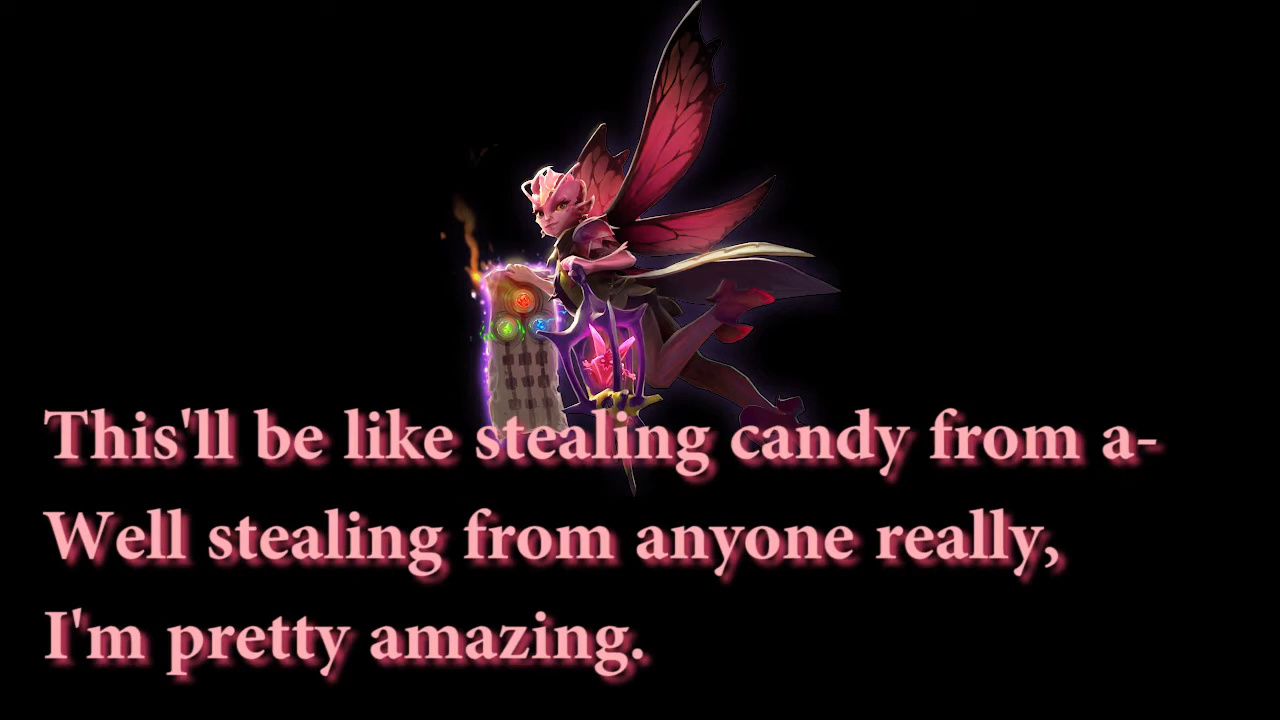 This'll be like stealing candy from a-
Well stealing from anyone really,
I'm pretty amazing.